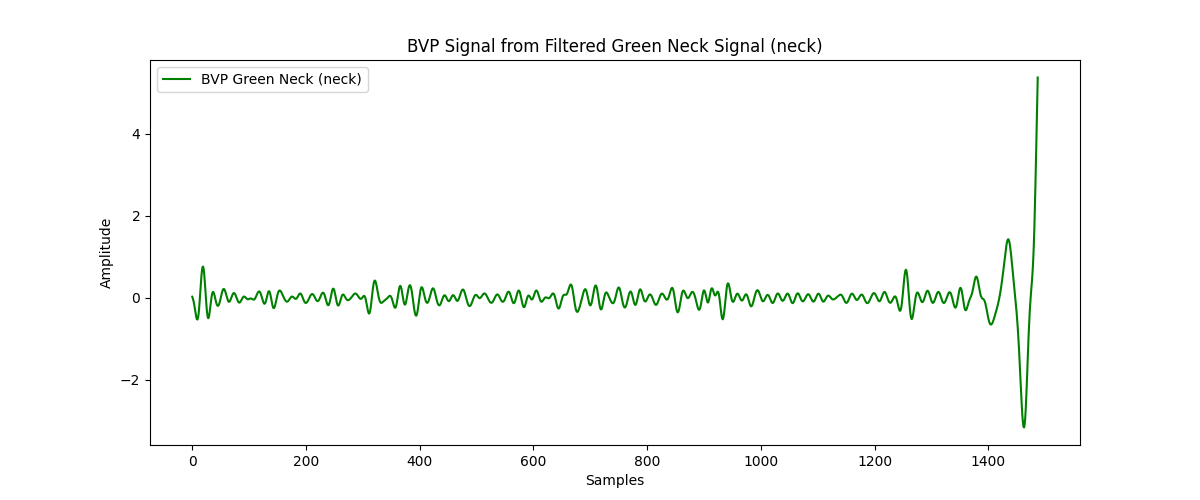 BVP Signal from Filtered Green Neck Signal (neck)
BVP Green Neck (neck)
Amplitude
4
2
0
−2
0 200 400 600 800 1000 1200 1400
Samples